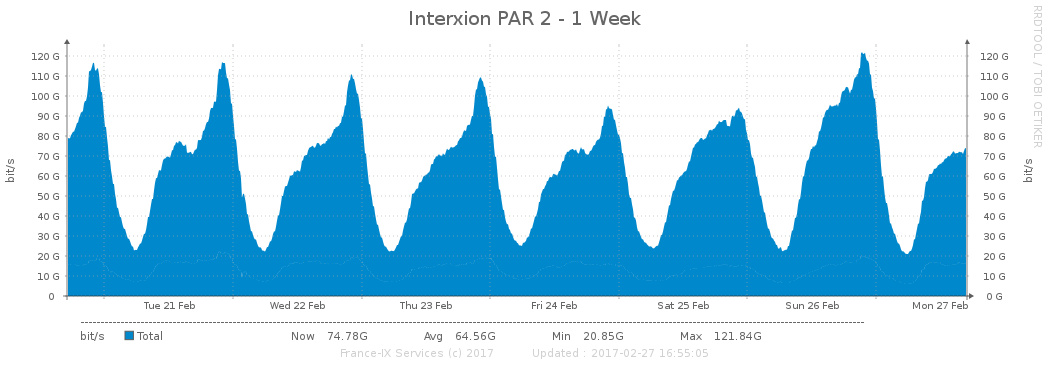 Interxion PAR 2 - 1 Week
RRDTOOL / TOBI OETIKER
120 G 120 G
110 G 110 G
100 G 100 G
90 G 90 G
80 G 80 G
70 G 70 G
60 G 60 G
50 G 50 G
40 G 40 G
30 G 30 G
20 G 20 G
10 G 10 G
0 0 G
bit/s
bit/s
Tue 21 Feb Wed 22 Feb Thu 23 Feb Fri 24 Feb Sat 25 Feb Sun 26 Feb Mon 27 Feb
bit/s Total Now 74.78G Avg 64.56G Min 20.85G Max 121.84G
France-IX Services (c) 2017 Updated : 2017-02-27 16:55:05